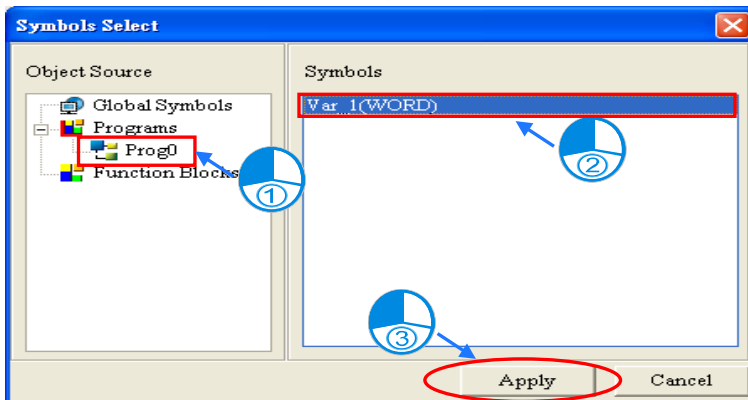 Symbols Select
Object Source
Symbols
Global Symbols
Programs
Prog0
Function Blocks
Var_1(WORD)
①
②
③
Apply
Cancel